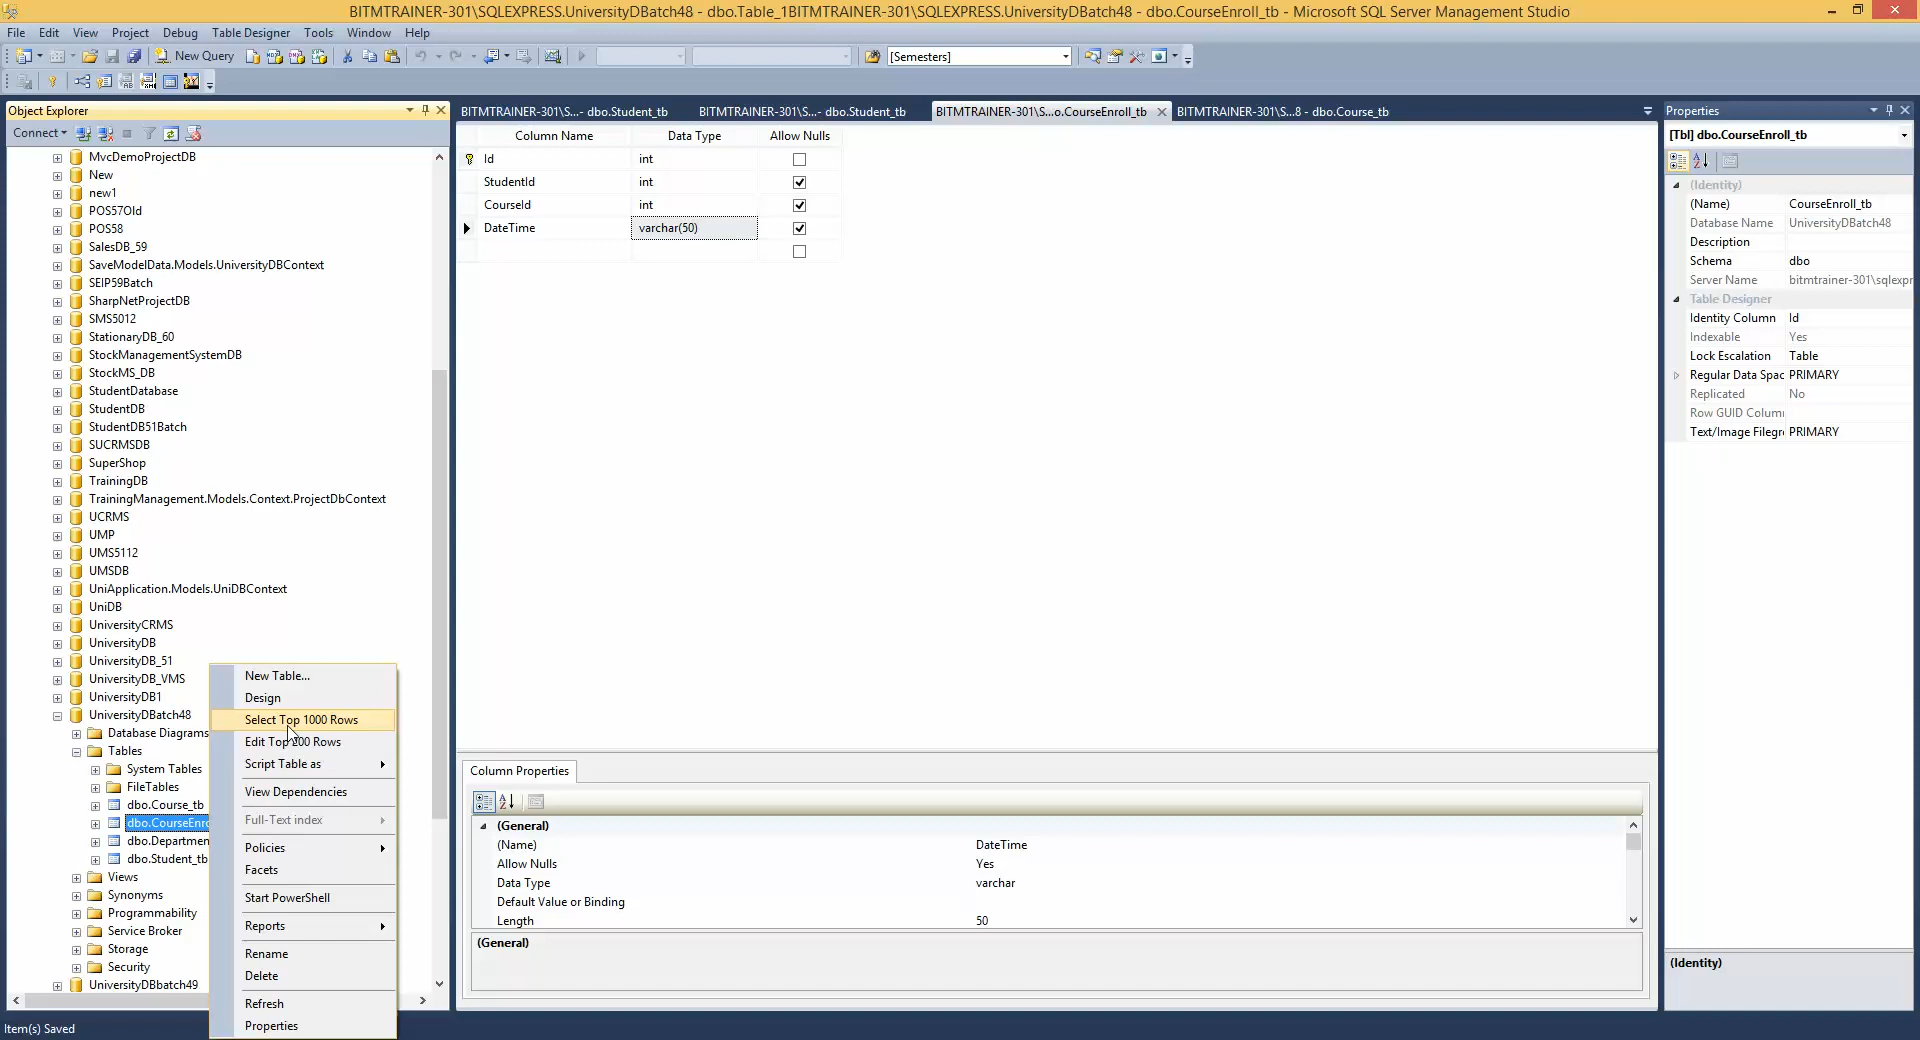 BITMTRAINER-301\SQLEXPRESS.UniversityDBatch48 - dbo.Table_1BITMTRAINER-301\SQLEXPRESS.UniversityDBatch48 - dbo.CourseEnroll_tb - Microsoft SQL Server Management Studio
File Edit View Project Debug Table Designer Tools Window Help
New Query [Semesters]
Object Explorer
Connect
MvcDemoProjectDB
New
new1
POS57Old
POS58
SalesDB_59
SaveModelData.Models.UniversityDBContext
SEIP59Batch
SharpNetProjectDB
SMS5012
StationaryDB_60
StockManagementSystemDB
StockMS_DB
StudentDatabase
StudentDB
StudentDB51Batch
SUCRMSDB
SuperShop
TrainingDB
TrainingManagement.Models.Context.ProjectDbContext
UCRMS
UMP
UMS5112
UMSDB
UniApplication.Models.UniDBContext
UniDB
UniversityCRMS
UniversityDB
UniversityDB_51
UniversityDB_VMS
UniversityDB1
UniversityDBatch48
Database Diagrams
Tables
System Tables
FileTables
dbo.Course_tb
dbo.CourseEnro
dbo.Departmen
dbo.Student_tb
Views
Synonyms
Programmability
Service Broker
Storage
Security
UniversityDBbatch49
New Table...
Design
Select Top 1000 Rows
Edit Top 200 Rows
Script Table as
View Dependencies
Full-Text index
Policies
Facets
Start PowerShell
Reports
Rename
Delete
Refresh
Properties
BITMTRAINER-301\S...- dbo.Student_tb BITMTRAINER-301\S...- dbo.Student_tb BITMTRAINER-301\S...o.CourseEnroll_tb BITMTRAINER-301\S...8 - dbo.Course_tb
Column Name Data Type Allow Nulls
Id int
StudentId int
CourseId int
DateTime varchar(50)
Column Properties
(General)
(Name) DateTime
Allow Nulls Yes
Data Type varchar
Default Value or Binding
Length 50
(General)
Properties
[Tbl] dbo.CourseEnroll_tb
(Identity)
(Name) CourseEnroll_tb
Database Name UniversityDBatch48
Description
Schema dbo
Server Name bitmtrainer-301\sqlexpr
Table Designer
Identity Column Id
Indexable Yes
Lock Escalation Table
Regular Data Spac PRIMARY
Replicated No
Row GUID Colum
Text/Image Filegr PRIMARY
(Identity)
Item(s) Saved